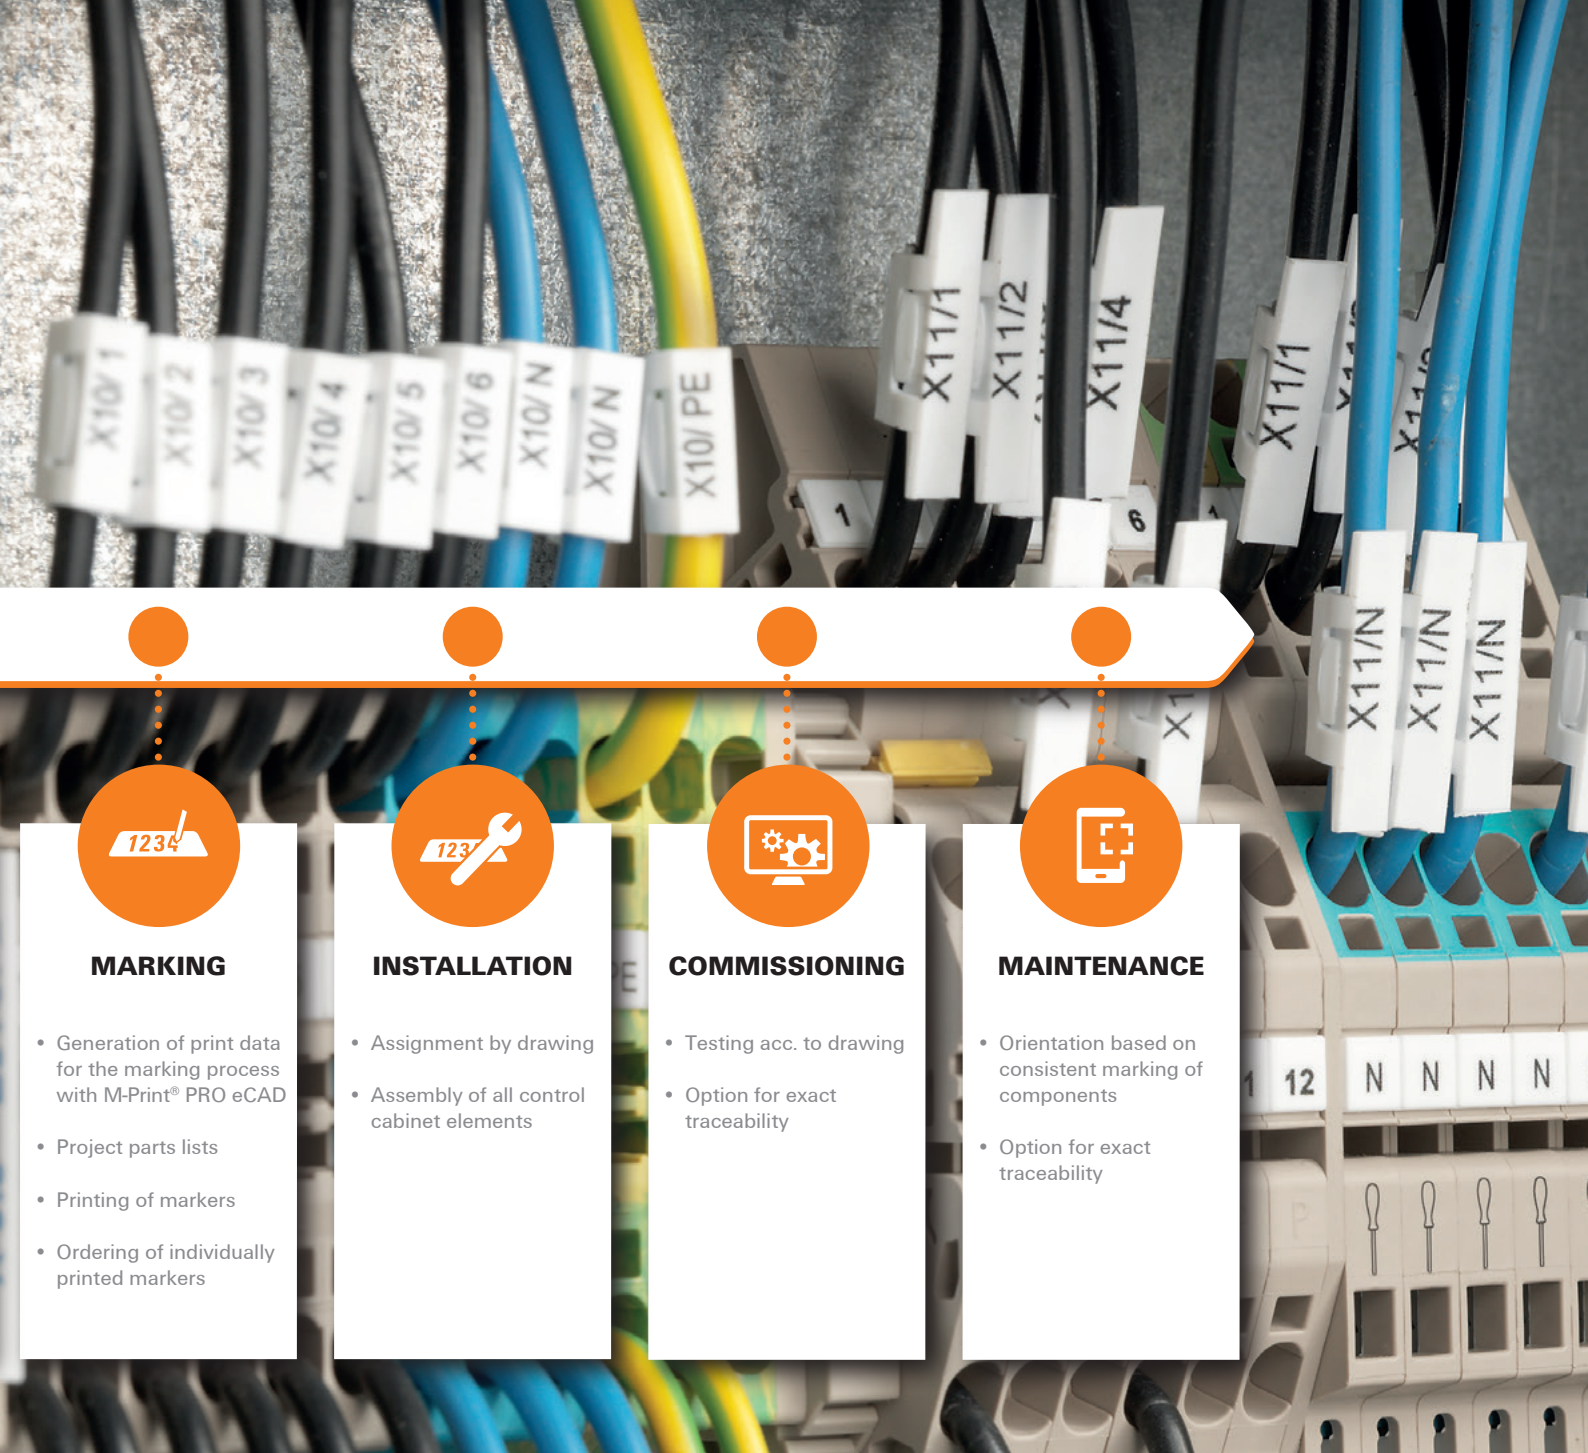 X10/ 1
X10/ 2
X10/ 3
X10/ 4
X10/ 5
X10/ 6
X10/ N
X10/ N
X10/ PE
X11/1
X11/2
X11/4
X11/1
1
6
1
X11/N
X11/N
X11/N
1234
123
MARKING
• Generation of print data
for the marking process
with M-Print® PRO eCAD
• Project parts lists
• Printing of markers
• Ordering of individually
printed markers
INSTALLATION
• Assignment by drawing
• Assembly of all control
cabinet elements
COMMISSIONING
• Testing acc. to drawing
• Option for exact
traceability
MAINTENANCE
• Orientation based on
consistent marking of
components
• Option for exact
traceability
PE
1 12 N N N N
P